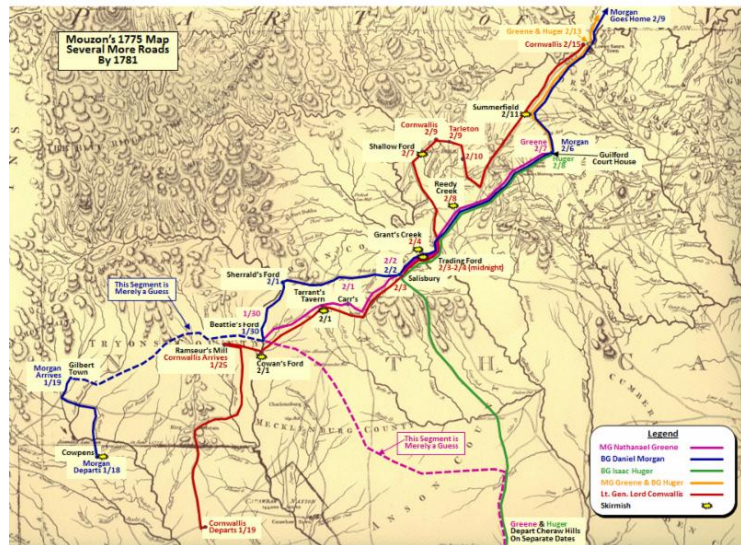 Mouzon's 1775 Map
Several More Roads
By 1781
P A R T O F V
Morgan
Goes Home 2/9
Greene & Huger 2/13
Cornwallis 2/15
Summerfield
2/11
Cornwallis
2/9
Tarleton
2/9
2/10
Shallow Ford
2/7
Greene
2/7
Morgan
2/6
Huger
2/8
Guilford
Court House
Reedy
Creek
2/8
Grant's Creek
2/4
Trading Ford
2/3-2/4 (midnight)
2/2
2/2
Salisbury
2/3
Sherrald's Ford
2/1
2/1
Tarrant's
Tavern
Carr's
2/1
This Segment is
Merely a Guess
1/30
Beattie's Ford
1/30
TRYON
Ramseur's Mill
Cornwallis Arrives
1/25
Cowan's Ford
2/1
T H C A
Morgan
Arrives
1/19
Gilbert
Town
MECKLENBURG COUNTY
This Segment is
Merely a Guess
ANSON COU
CUMBER
Cowpens
Morgan
Departs 1/18
Cornwallis
Departs 1/19
Greene & Huger
Depart Cheraw Hills
On Separate Dates
Legend
MG Nathanael Greene
BG Daniel Morgan
BG Isaac Huger
MG Greene & BG Huger
Lt. Gen. Lord Cornwallis
Skirmish